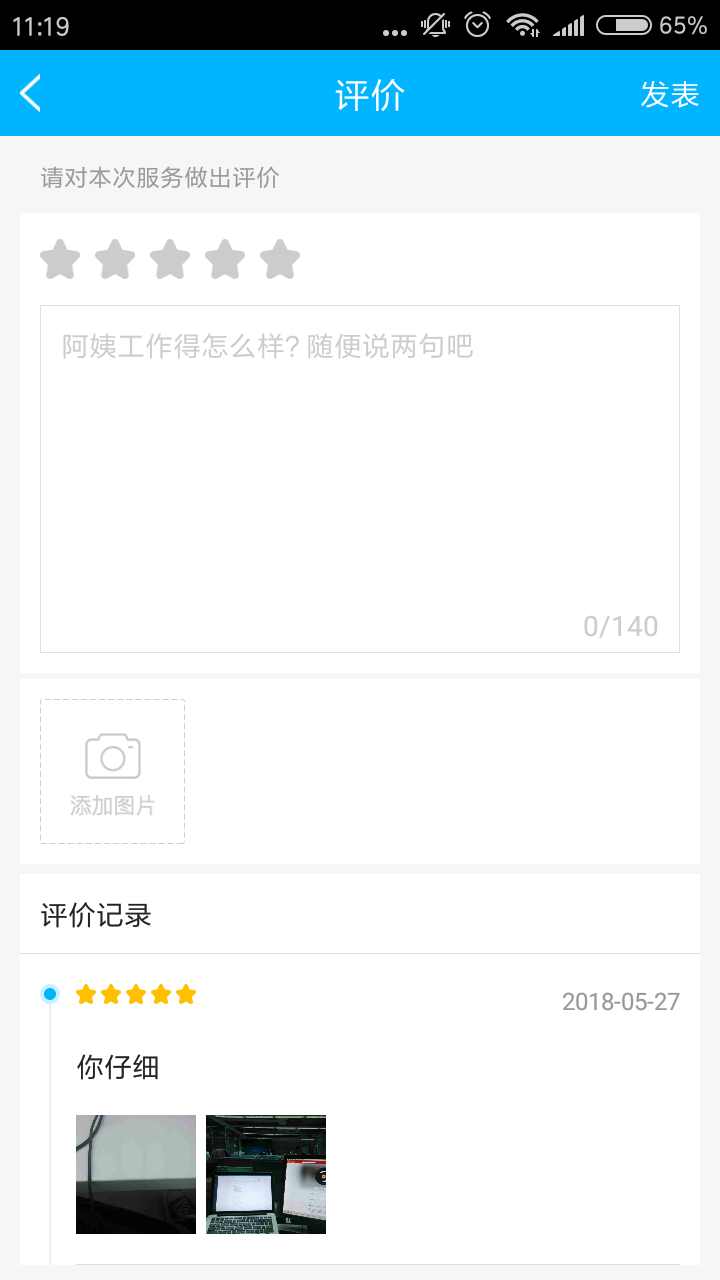 11:19
65%
评价
发表
请对本次服务做出评价
阿姨工作得怎么样? 随便说两句吧
0/140
添加图片
评价记录
2018-05-27
你仔细